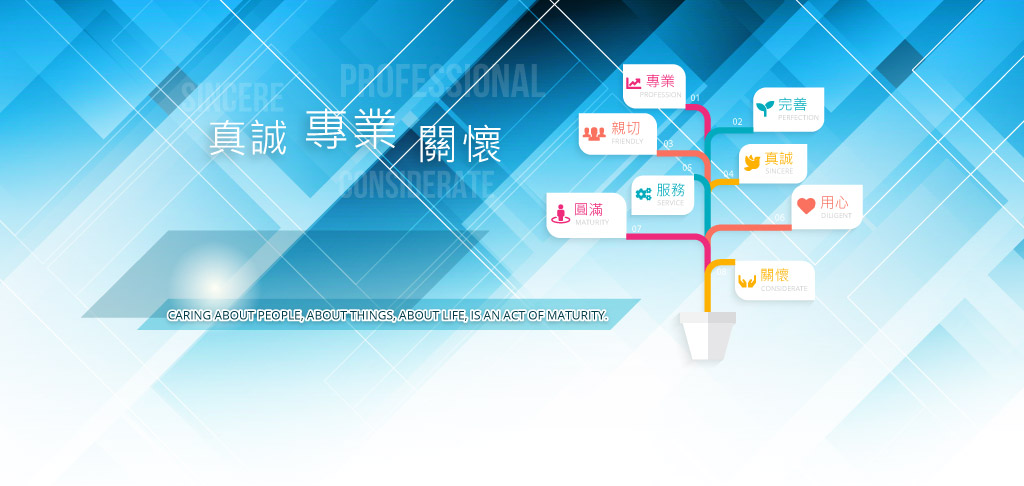 SINCERE
PROFESSIONAL
真誠 專業 關懷
CONSIDERATE
CARING ABOUT PEOPLE, ABOUT THINGS, ABOUT LIFE, IS AN ACT OF MATURITY.
專業
PROFESSION
01
完善
PERFECTION
02
親切
FRIENDLY
03
真誠
SINCERE
04
服務
SERVICE
05
用心
DILIGENT
06
圓滿
MATURITY
07
關懷
CONSIDERATE